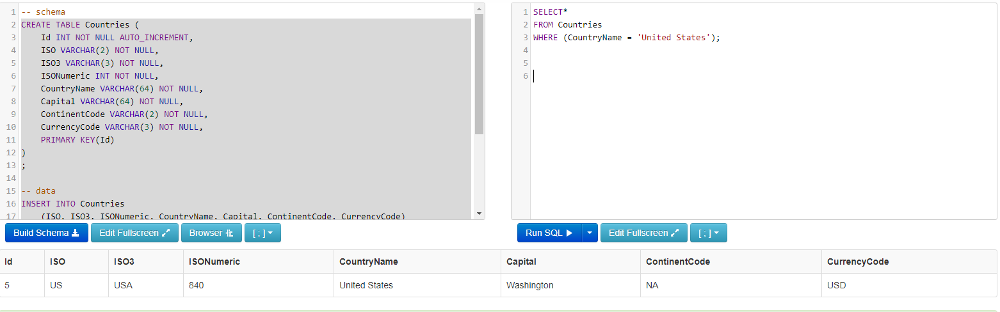 1 -- schema
2 CREATE TABLE Countries (
3 Id INT NOT NULL AUTO_INCREMENT,
4 ISO VARCHAR(2) NOT NULL,
5 ISO3 VARCHAR(3) NOT NULL,
6 ISONumeric INT NOT NULL,
7 CountryName VARCHAR(64) NOT NULL,
8 Capital VARCHAR(64) NOT NULL,
9 ContinentCode VARCHAR(2) NOT NULL,
10 CurrencyCode VARCHAR(3) NOT NULL,
11 PRIMARY KEY(Id)
12 )
13 ;
14
15 -- data
16 INSERT INTO Countries
17 (ISO, ISO3, ISONumeric, CountryName, Capital, ContinentCode, CurrencyCode)
Build Schema Edit Fullscreen Browser [ ; ]
1 SELECT*
2 FROM Countries
3 WHERE (CountryName = 'United States');
4
5
6
Run SQL Edit Fullscreen [ ; ]
Id ISO ISO3 ISONumeric CountryName Capital ContinentCode CurrencyCode
5 US USA 840 United States Washington NA USD